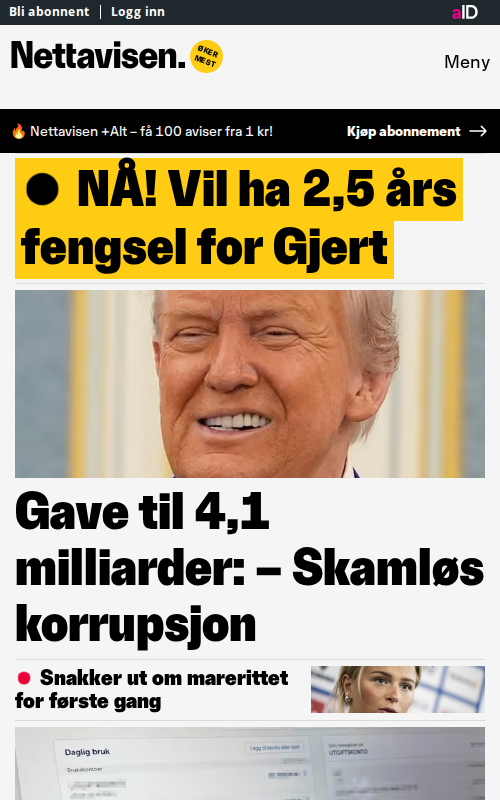 Bli abonnent Logg inn aID
Nettavisen. ØKER MEST
Meny
🔥 Nettavisen +Alt – få 100 aviser fra 1 kr! Kjøp abonnement →
NÅ! Vil ha 2,5 års
fengsel for Gjert
Gave til 4,1
milliarder: – Skamløs
korrupsjon
Snakker ut om marerittet
for første gang
Daglig bruk
Legg til konto eller kort
Brukskontoer
UTGIFTSKONTO